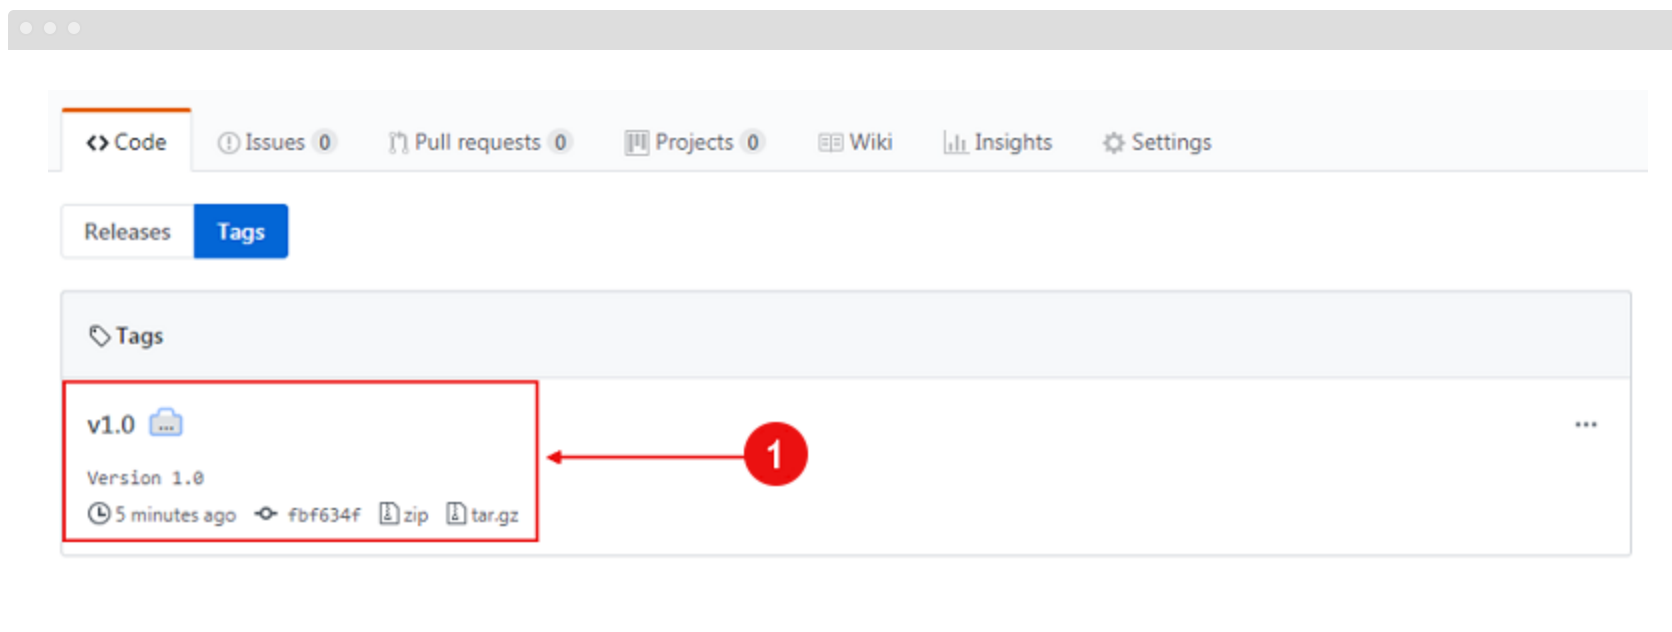 Code Issues 0 Pull requests 0 Projects 0 Wiki Insights Settings
Releases Tags
Tags
v1.0 ...
Version 1.0
1
5 minutes ago fbf634f zip tar.gz